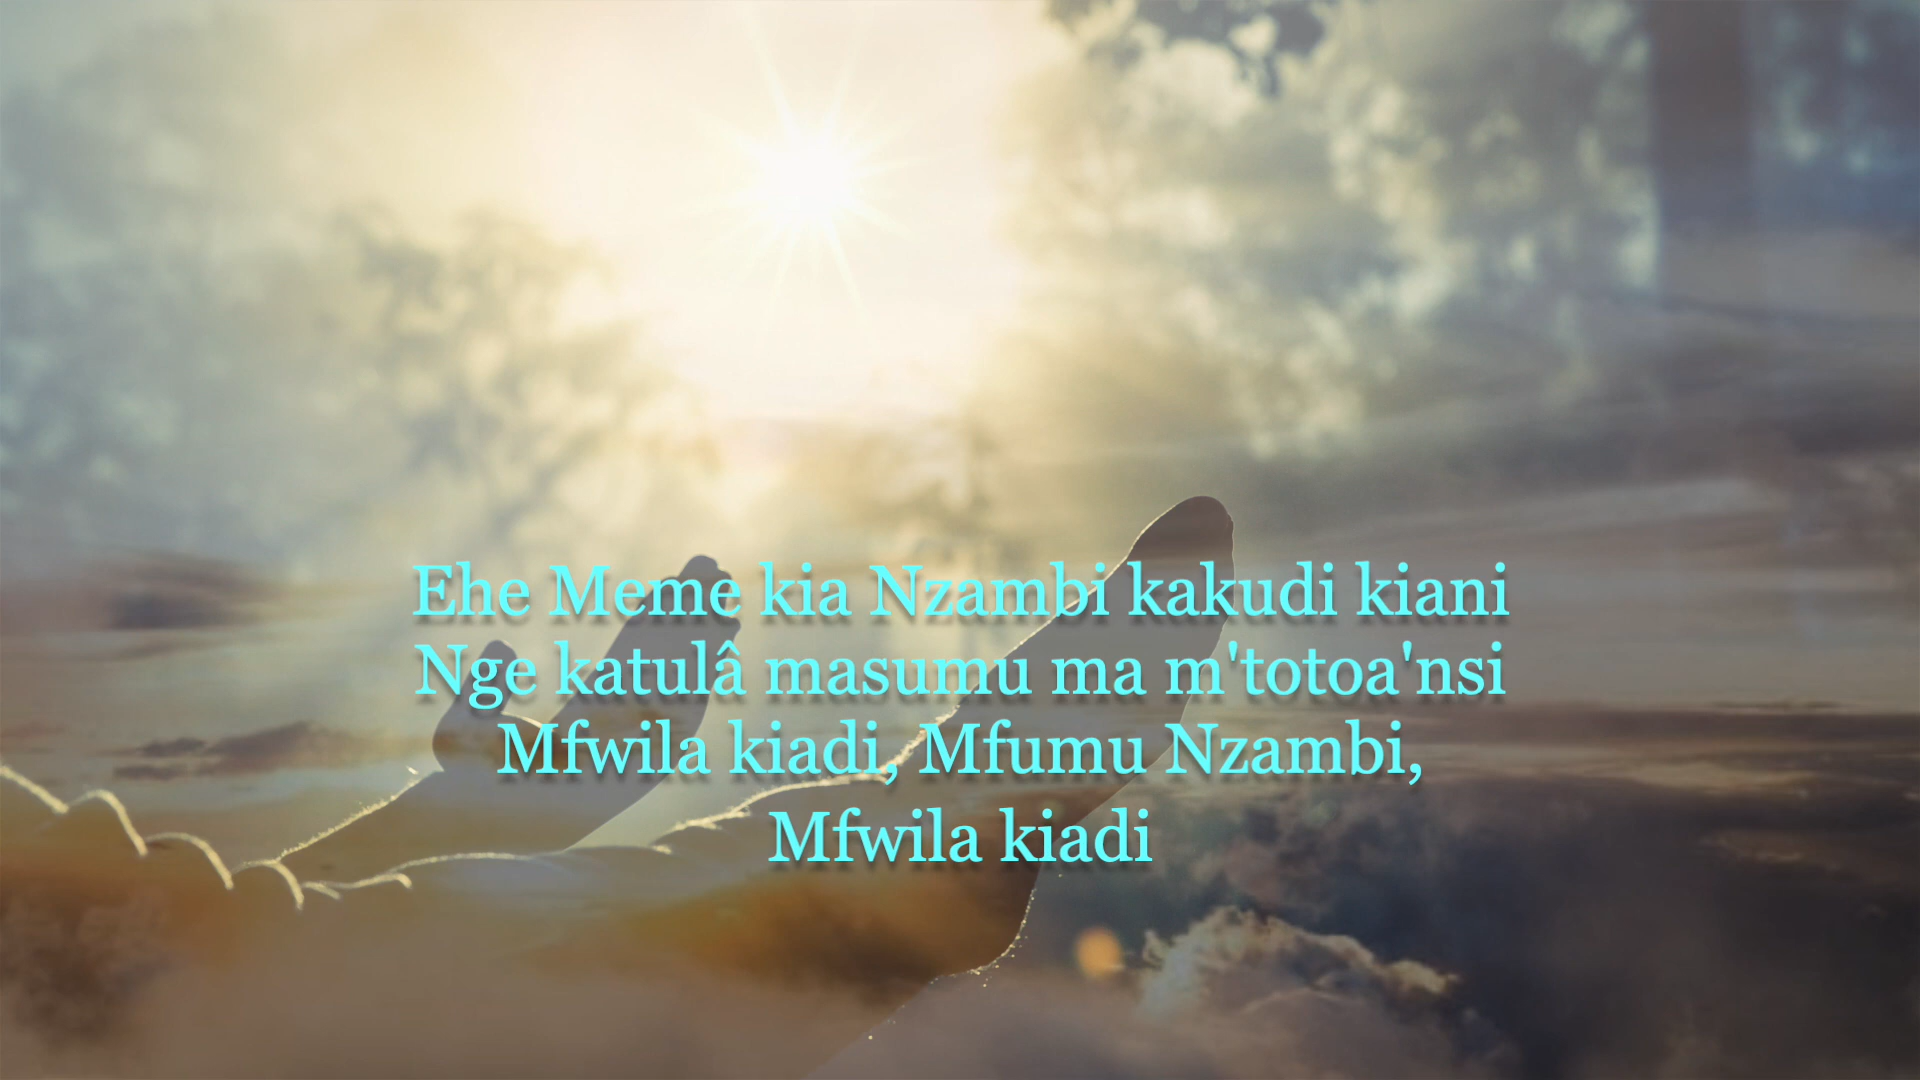 Ehe Meme kia Nzambi kakudi kiani
Nge katulâ masumu ma m'totoa'nsi
Mfwila kiadi, Mfumu Nzambi,
Mfwila kiadi